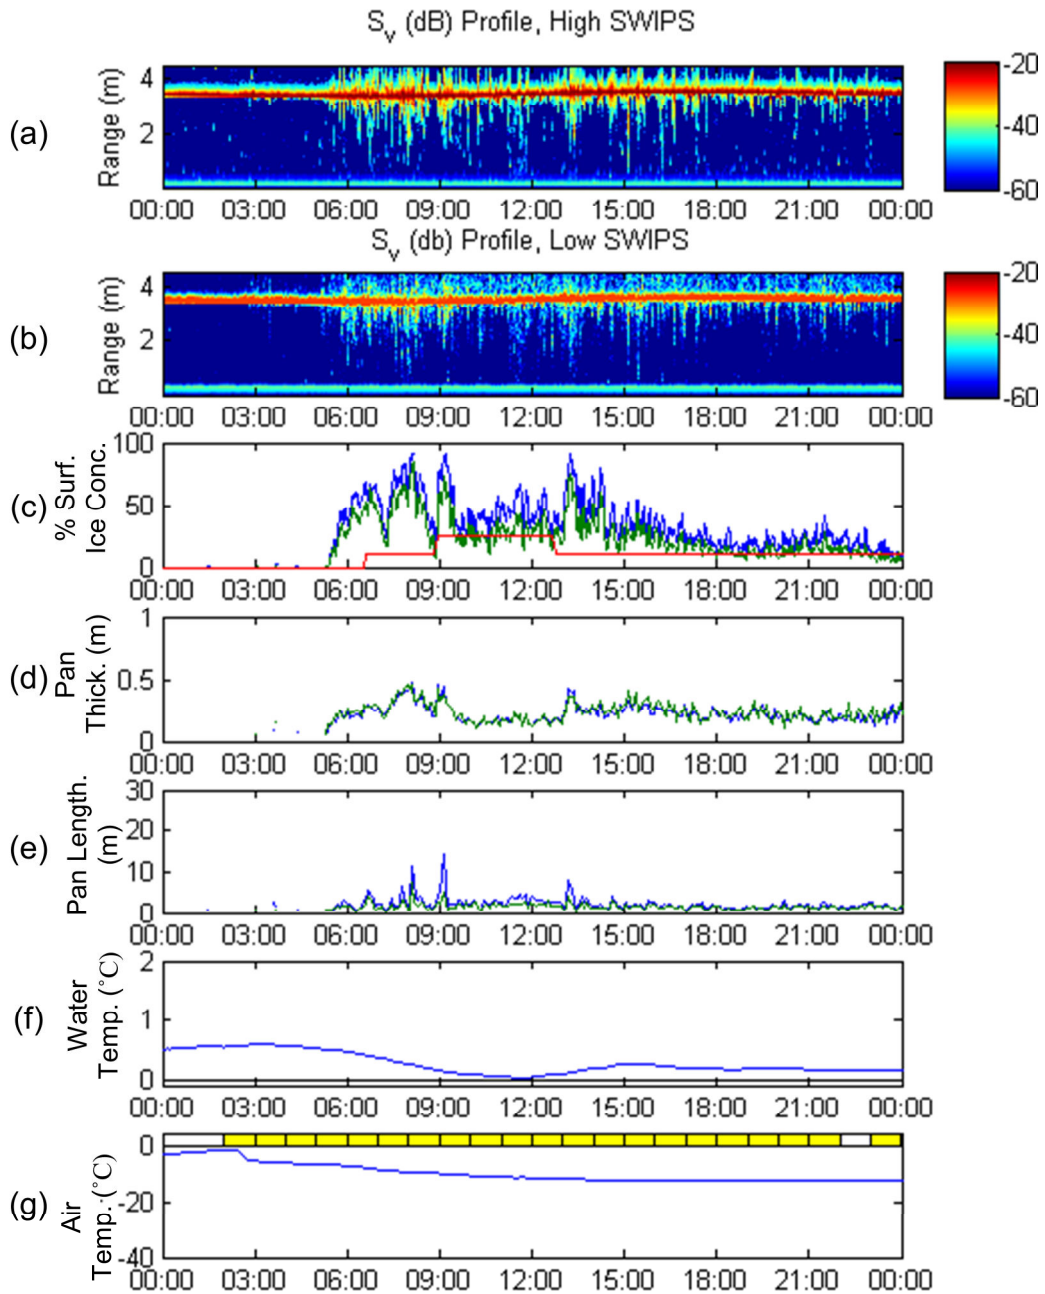 S_v (dB) Profile, High SWIPS
(a)
Range (m)
4
2
-20
-40
-60
00:00 03:00 06:00 09:00 12:00 15:00 18:00 21:00 00:00
S_v (db) Profile, Low SWIPS
(b)
Range (m)
4
2
-20
-40
-60
00:00 03:00 06:00 09:00 12:00 15:00 18:00 21:00 00:00
(c)
% Surf.
Ice Conc.
100
50
0
00:00 03:00 06:00 09:00 12:00 15:00 18:00 21:00 00:00
(d)
Pan
Thick. (m)
1
0.5
0
00:00 03:00 06:00 09:00 12:00 15:00 18:00 21:00 00:00
(e)
Pan Length.
(m)
30
20
10
0
00:00 03:00 06:00 09:00 12:00 15:00 18:00 21:00 00:00
(f)
Water
Temp. (°C)
2
1
0
00:00 03:00 06:00 09:00 12:00 15:00 18:00 21:00 00:00
(g)
Air
Temp.·(°C)
0
-20
-40
00:00 03:00 06:00 09:00 12:00 15:00 18:00 21:00 00:00